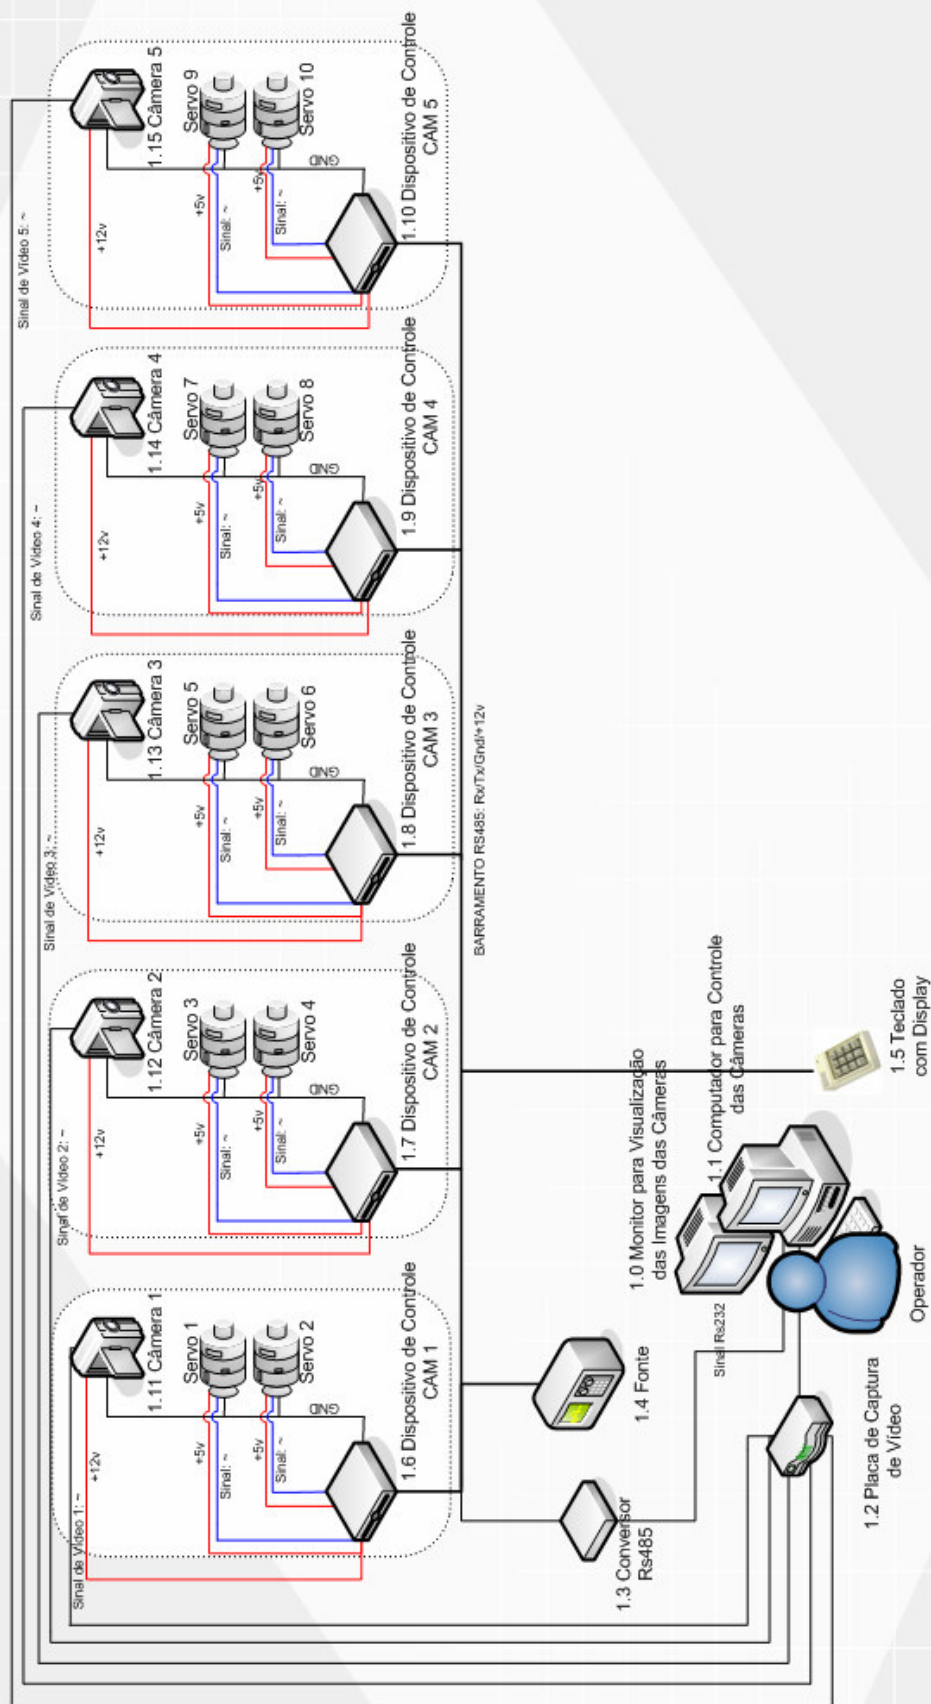 Sinal de Vídeo 1: ~
+12v
1.11 Câmera 1
Servo 1
Servo 2
+5v
Sinal: ~
+5v
Sinal: ~
GND
1.6 Dispositivo de Controle
CAM 1
Sinal de Vídeo 2: ~
+12v
1.12 Câmera 2
Servo 3
Servo 4
+5v
Sinal: ~
+5v
Sinal: ~
GND
1.7 Dispositivo de Controle
CAM 2
Sinal de Vídeo 3: ~
+12v
1.13 Câmera 3
Servo 5
Servo 6
+5v
Sinal: ~
+5v
Sinal: ~
GND
1.8 Dispositivo de Controle
CAM 3
Sinal de Vídeo 4: ~
+12v
1.14 Câmera 4
Servo 7
Servo 8
+5v
Sinal: ~
+5v
Sinal: ~
GND
1.9 Dispositivo de Controle
CAM 4
Sinal de Vídeo 5: ~
+12v
1.15 Câmera 5
Servo 9
Servo 10
+5v
Sinal: ~
+5v
Sinal: ~
GND
1.10 Dispositivo de Controle
CAM 5
BARRAMENTO RS485: Rx/Tx/Gnd/+12v
1.3 Conversor
Rs485
1.4 Fonte
1.0 Monitor para Visualização
das Imagens das Câmeras
1.1 Computador para Controle
das Câmeras
Sinal Rs232
1.2 Placa de Captura
de Vídeo
Operador
1.5 Teclado
com Display